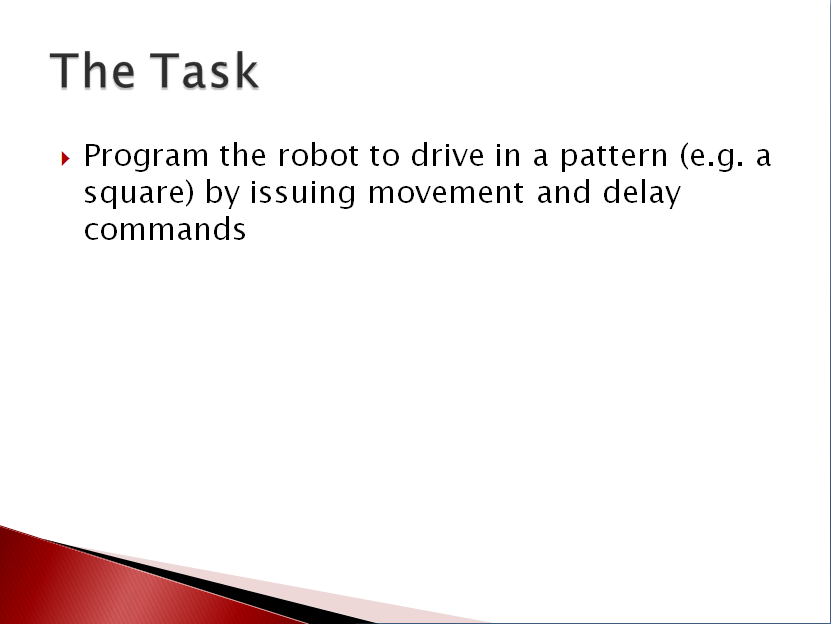 The Task
Program the robot to drive in a pattern (e.g. a
square) by issuing movement and delay
commands